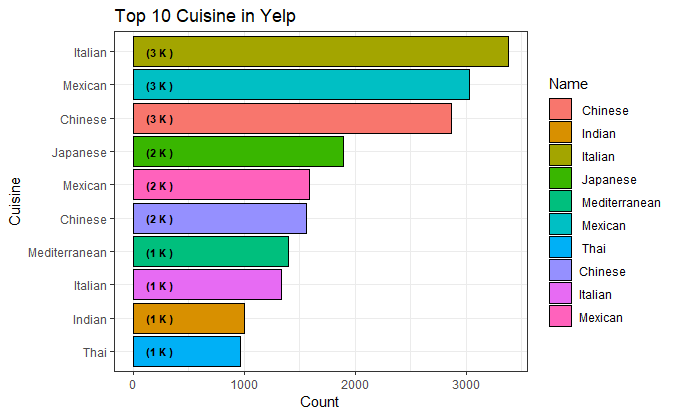 Top 10 Cuisine in Yelp
Cuisine
Italian (3 K )
Mexican (3 K )
Chinese (3 K )
Japanese (2 K )
Mexican (2 K )
Chinese (2 K )
Mediterranean (1 K )
Italian (1 K )
Indian (1 K )
Thai (1 K )
0 1000 2000 3000
Count
Name
Chinese
Indian
Italian
Japanese
Mediterranean
Mexican
Thai
Chinese
Italian
Mexican